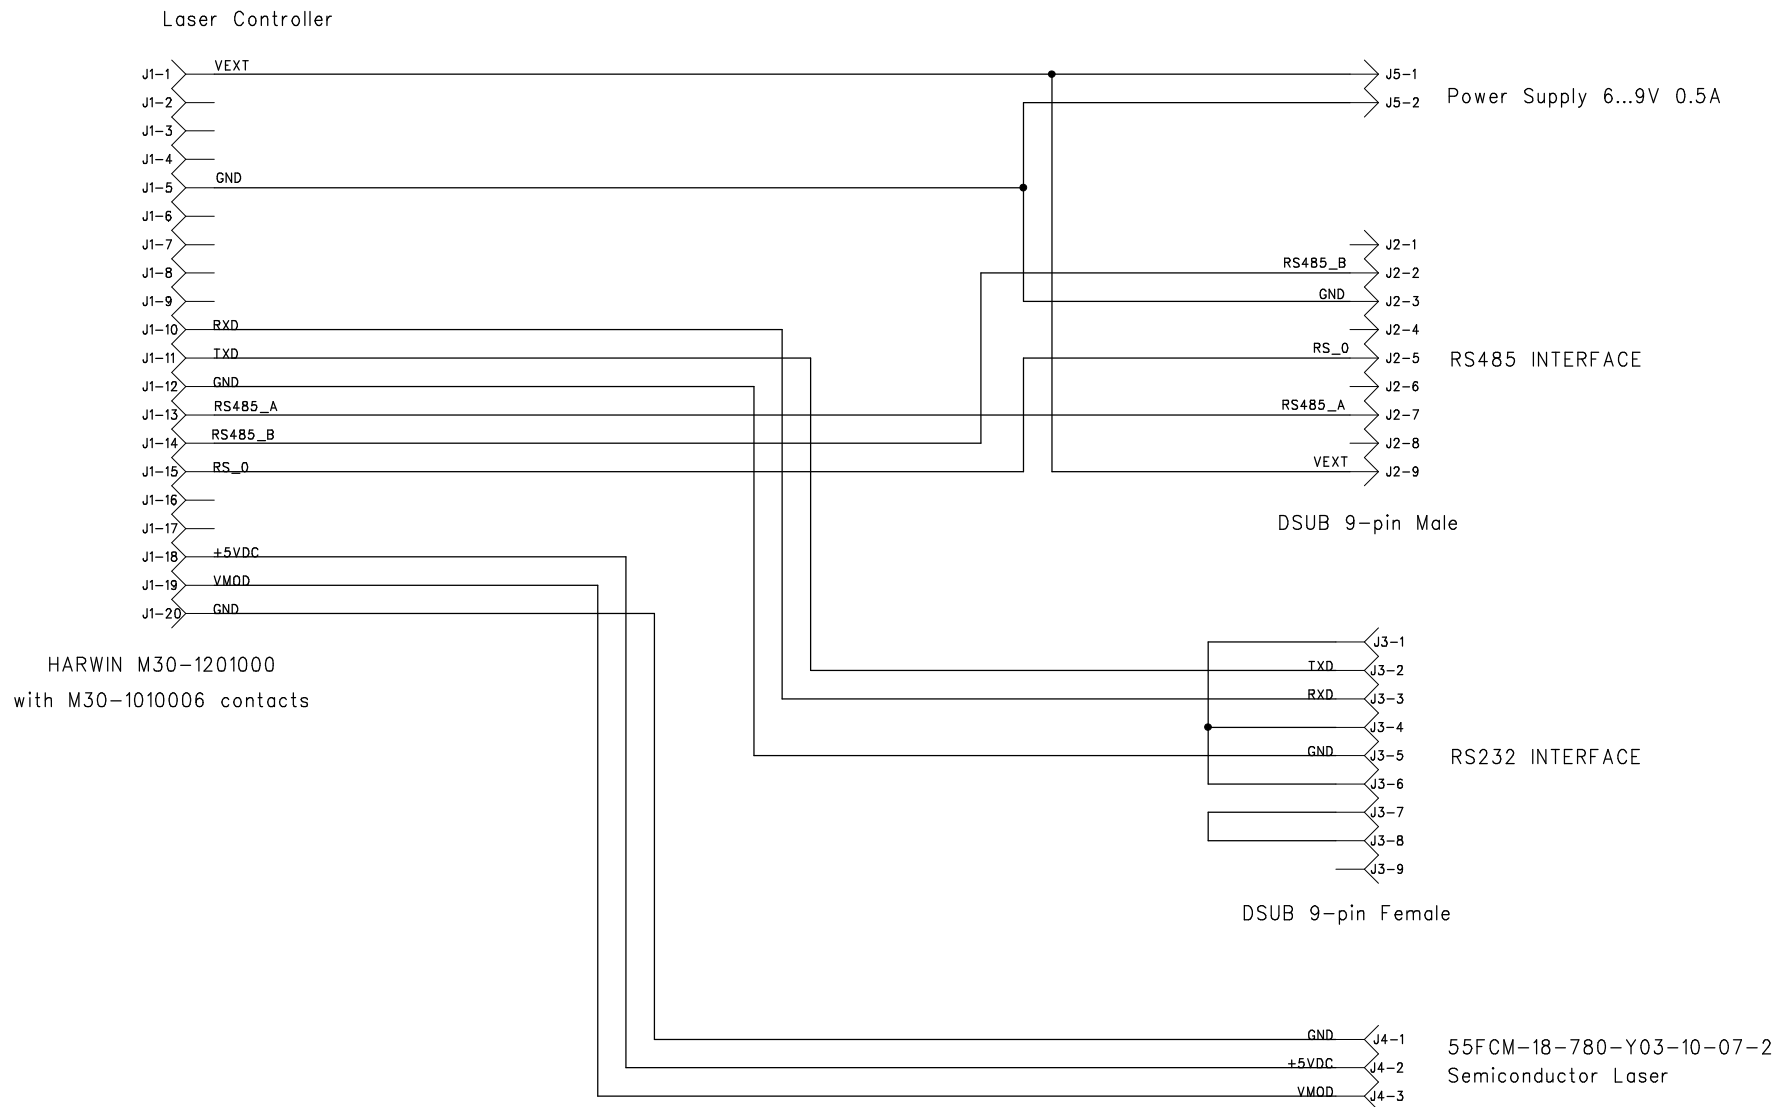 Laser Controller
J1-1 VEXT
J1-2
J1-3
J1-4
J1-5 GND
J1-6
J1-7
J1-8
J1-9
J1-10 RXD
J1-11 TXD
J1-12 GND
J1-13 RS485_A
J1-14 RS485_B
J1-15 RS_0
J1-16
J1-17
J1-18 +5VDC
J1-19 VMOD
J1-20 GND
HARWIN M30-1201000
with M30-1010006 contacts
J5-1
J5-2
Power Supply 6...9V 0.5A
J2-1
RS485_B J2-2
GND J2-3
J2-4
RS_0 J2-5
J2-6
RS485_A J2-7
J2-8
VEXT J2-9
RS485 INTERFACE
DSUB 9-pin Male
J3-1
TXD J3-2
RXD J3-3
J3-4
GND J3-5
J3-6
J3-7
J3-8
J3-9
RS232 INTERFACE
DSUB 9-pin Female
GND J4-1
+5VDC J4-2
VMOD J4-3
55FCM-18-780-Y03-10-07-2
Semiconductor Laser